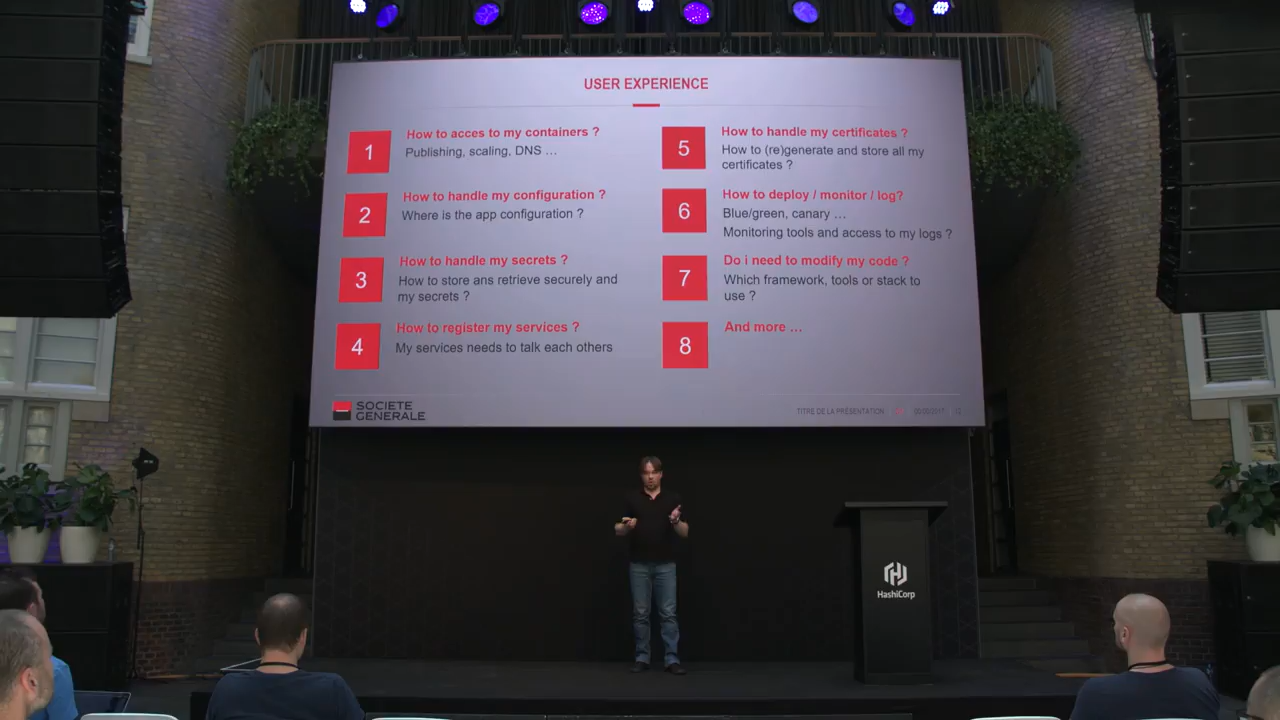 USER EXPERIENCE
1
How to acces to my containers ?
Publishing, scaling, DNS ...
2
How to handle my configuration ?
Where is the app configuration ?
3
How to handle my secrets ?
How to store ans retrieve securely and
my secrets ?
4
How to register my services ?
My services needs to talk each others
5
How to handle my certificates ?
How to (re)generate and store all my
certificates ?
6
How to deploy / monitor / log?
Blue/green, canary ...
Monitoring tools and access to my logs ?
7
Do i need to modify my code ?
Which framework, tools or stack to
use ?
8
And more ...
SOCIETE
GENERALE
TITRE DE LA PRÉSENTATION
HashiCorp